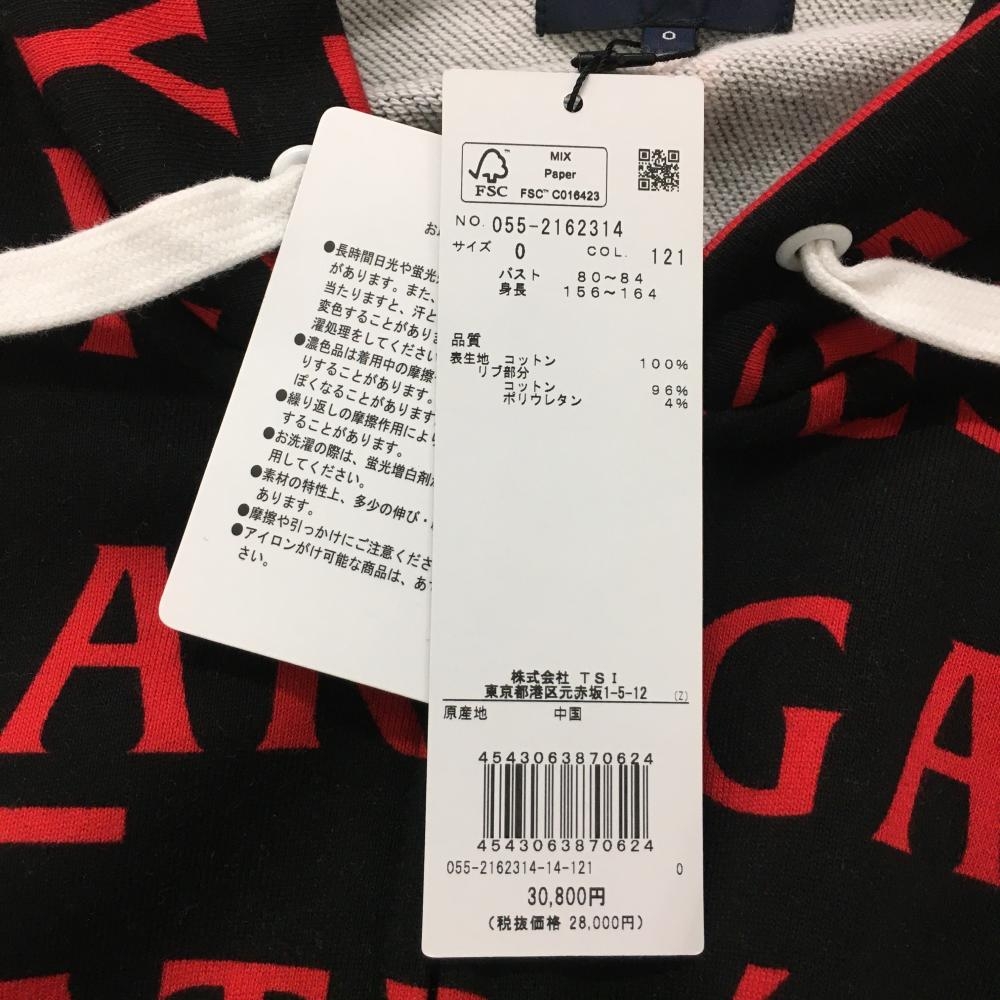 0
MIX
Paper
FSC™ C016423
FSC
NO. 055-2162314
サイズ 0 COL. 121
バスト 80～84
身長 156～164
品質
表生地 コットン 100%
リブ部分
コットン 96%
ポリウレタン 4%
株式会社 TSI
東京都港区元赤坂1-5-12 (Z)
原産地 中国
4543063870624
4543063870624
055-2162314-14-121 0
30,800円
(税抜価格 28,000円)
●長時間日光や蛍光
があります。また、
当たりますと、汗と
変色することがありま
濯処理をしてください
●濃色品は着用中の摩擦
りすることがあります。
ぽくなることがあります
●繰り返しの摩擦作用により
することがあります。
●お洗濯の際は、蛍光増白剤
用してください。
●素材の特性上、多少の伸び・
あります。
●摩擦や引っかけにご注意くださ
●アイロンがけ可能な商品は、あて
さい。
GA